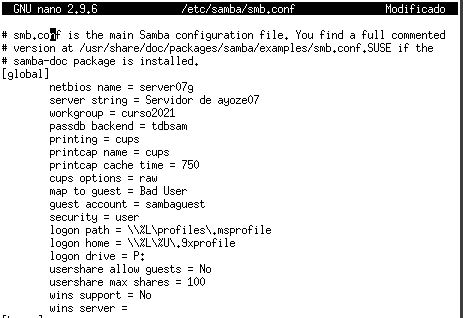 GNU nano 2.9.6 /etc/samba/smb.conf Modificado
# smb.conf is the main Samba configuration file. You find a full commented
# version at /usr/share/doc/packages/samba/examples/smb.conf.SUSE if the
# samba-doc package is installed.
[global]
netbios name = server07g
server string = Servidor de ayoze07
workgroup = curso2021
passdb backend = tdbsam
printing = cups
printcap name = cups
printcap cache time = 750
cups options = raw
map to guest = Bad User
guest account = sambaguest
security = user
logon path = \\%L\profiles\.msprofile
logon home = \\%L\%U\.9xprofile
logon drive = P:
usershare allow guests = No
usershare max shares = 100
wins support = No
wins server =